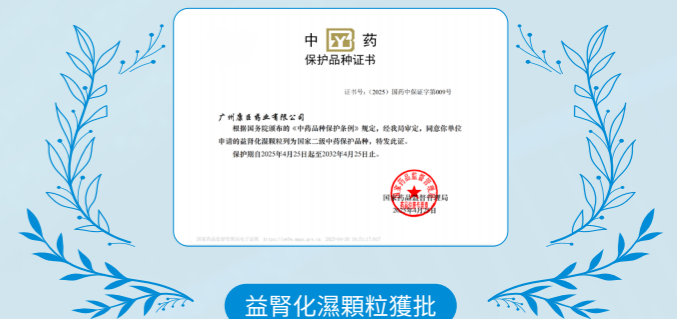 中 药
保护品种证书
证书号：（2025）国药中保证字第009号
广州康臣药业有限公司
根据国务院颁布的《中药品种保护条例》规定，经我局审定，同意你单位
申请的益肾化湿颗粒列为国家二级中药保护品种，特发此证。
保护期自2025年4月25日起至2032年4月25日止。
国家药品监督管理局
益腎化濕顆粒獲批